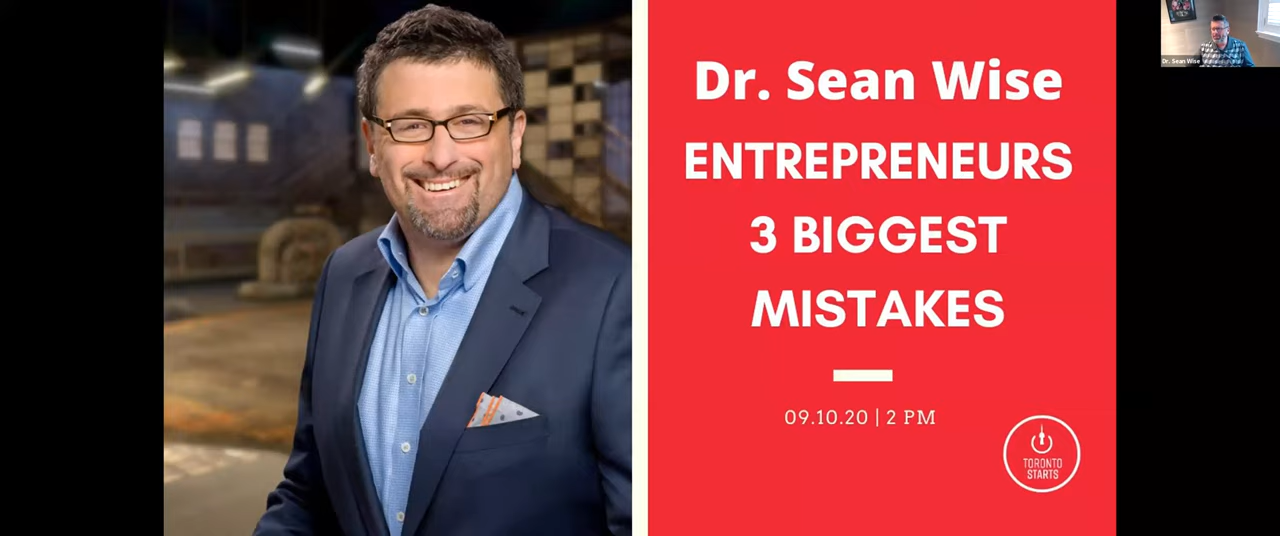 Dr. Sean Wise
ENTREPRENEURS
3 BIGGEST
MISTAKES
09.10.20 | 2 PM
TORONTO
STARTS
Dr. Sean Wise